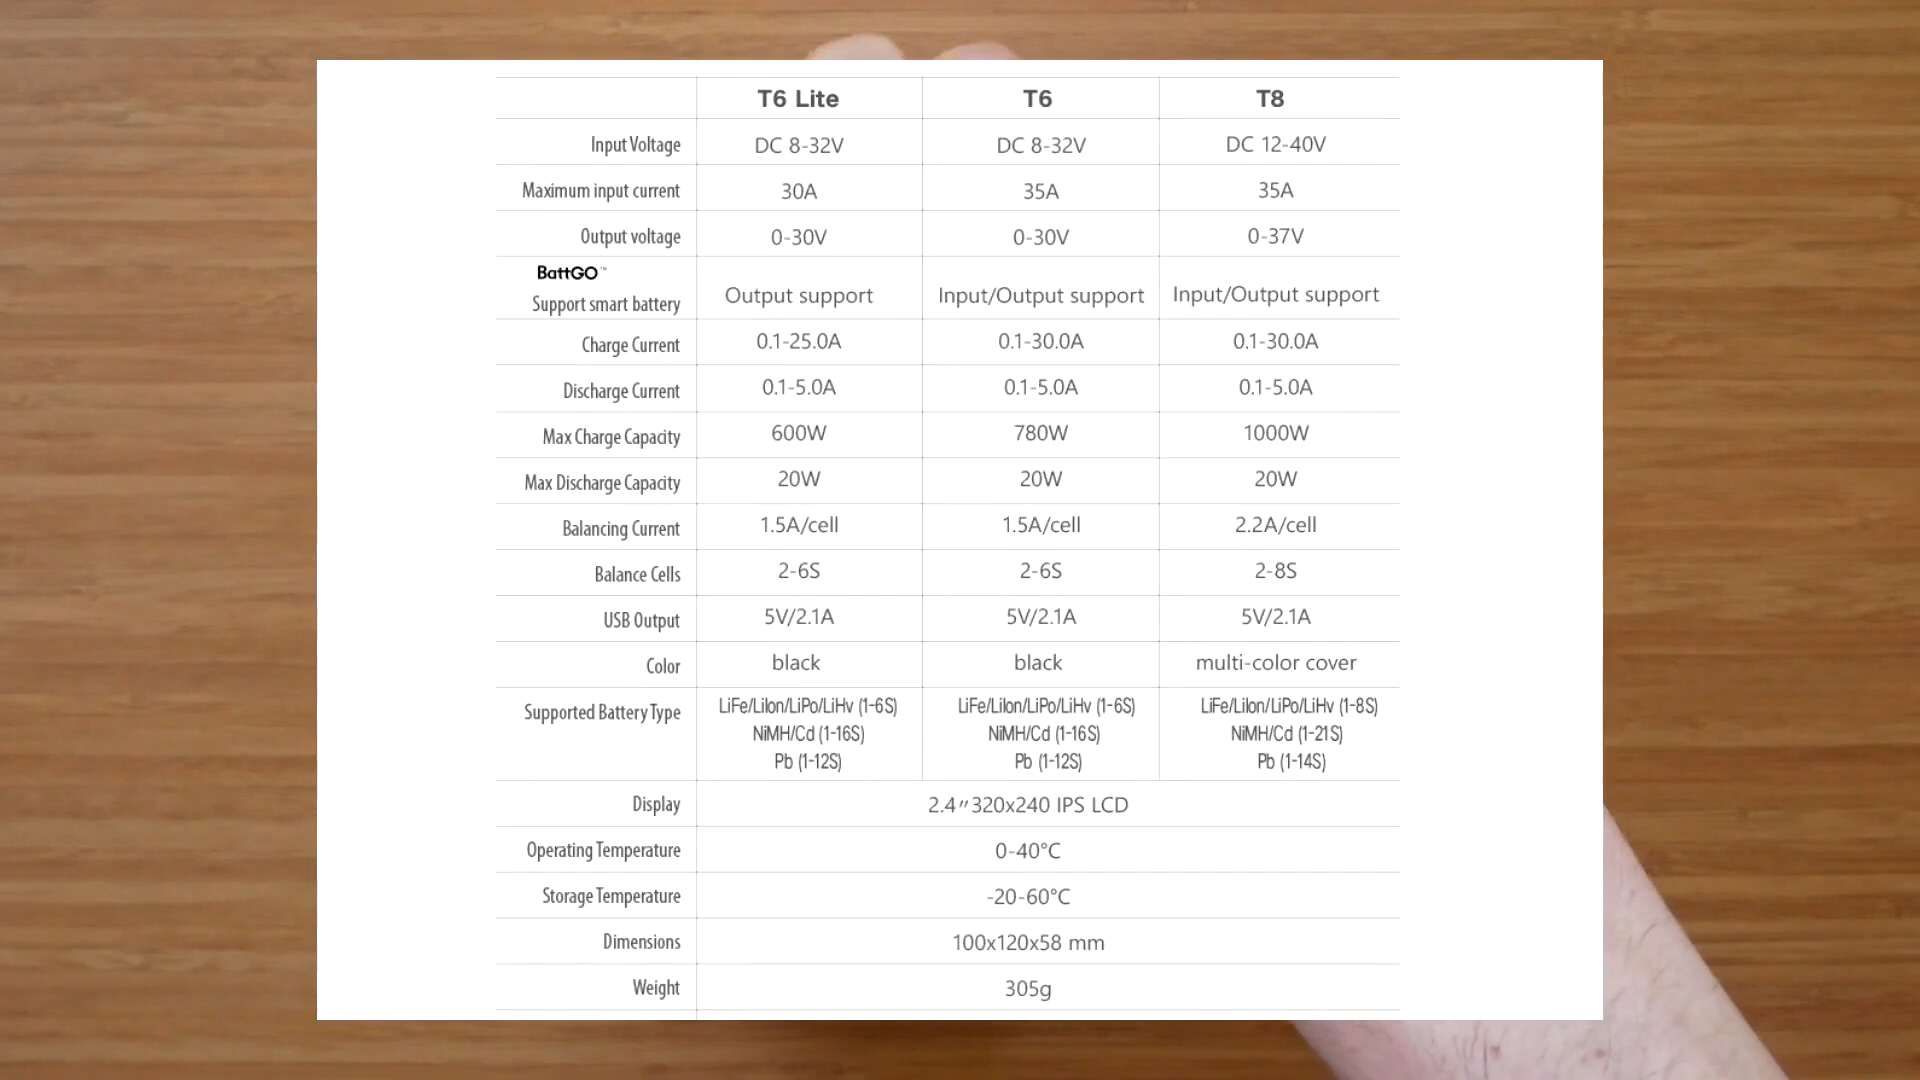 T6 Lite T6 T8
Input Voltage DC 8-32V DC 8-32V DC 12-40V
Maximum input current 30A 35A 35A
Output voltage 0-30V 0-30V 0-37V
BattGO™
Support smart battery Output support Input/Output support Input/Output support
Charge Current 0.1-25.0A 0.1-30.0A 0.1-30.0A
Discharge Current 0.1-5.0A 0.1-5.0A 0.1-5.0A
Max Charge Capacity 600W 780W 1000W
Max Discharge Capacity 20W 20W 20W
Balancing Current 1.5A/cell 1.5A/cell 2.2A/cell
Balance Cells 2-6S 2-6S 2-8S
USB Output 5V/2.1A 5V/2.1A 5V/2.1A
Color black black multi-color cover
Supported Battery Type LiFe/LiIon/LiPo/LiHv (1-6S) LiFe/LiIon/LiPo/LiHv (1-6S) LiFe/LiIon/LiPo/LiHv (1-8S)
NiMH/Cd (1-16S) NiMH/Cd (1-16S) NiMH/Cd (1-21S)
Pb (1-12S) Pb (1-12S) Pb (1-14S)
Display 2.4〃320x240 IPS LCD
Operating Temperature 0-40°C
Storage Temperature -20-60°C
Dimensions 100x120x58 mm
Weight 305g